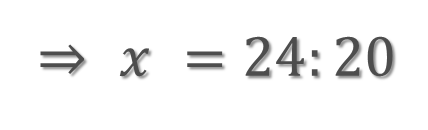 ⇒ x = 24: 20